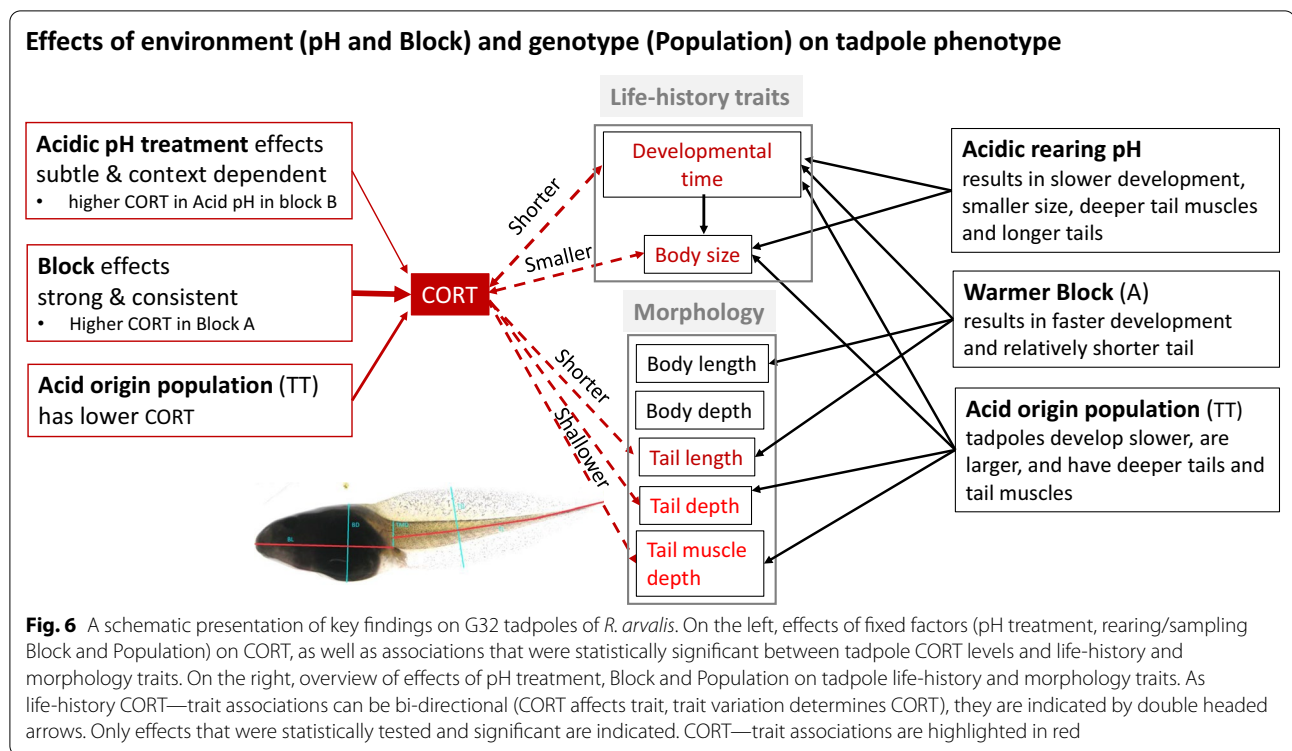 Effects of environment (pH and Block) and genotype (Population) on tadpole phenotype
Acidic pH treatment effects
subtle & context dependent
• higher CORT in Acid pH in block B
Block effects
strong & consistent
• Higher CORT in Block A
Acid origin population (TT)
has lower CORT
CORT
Shorter
Smaller
Shorter
Shallower
Life-history traits
Developmental
time
Body size
Morphology
Body length
Body depth
Tail length
Tail depth
Tail muscle
depth
Acidic rearing pH
results in slower development,
smaller size, deeper tail muscles
and longer tails
Warmer Block (A)
results in faster development
and relatively shorter tail
Acid origin population (TT)
tadpoles develop slower, are
larger, and have deeper tails and
tail muscles
BL
BD
TMD
Fig. 6 A schematic presentation of key findings on G32 tadpoles of R. arvalis. On the left, effects of fixed factors (pH treatment, rearing/sampling
Block and Population) on CORT, as well as associations that were statistically significant between tadpole CORT levels and life-history and
morphology traits. On the right, overview of effects of pH treatment, Block and Population on tadpole life-history and morphology traits. As
life-history CORT—trait associations can be bi-directional (CORT affects trait, trait variation determines CORT), they are indicated by double headed
arrows. Only effects that were statistically tested and significant are indicated. CORT—trait associations are highlighted in red